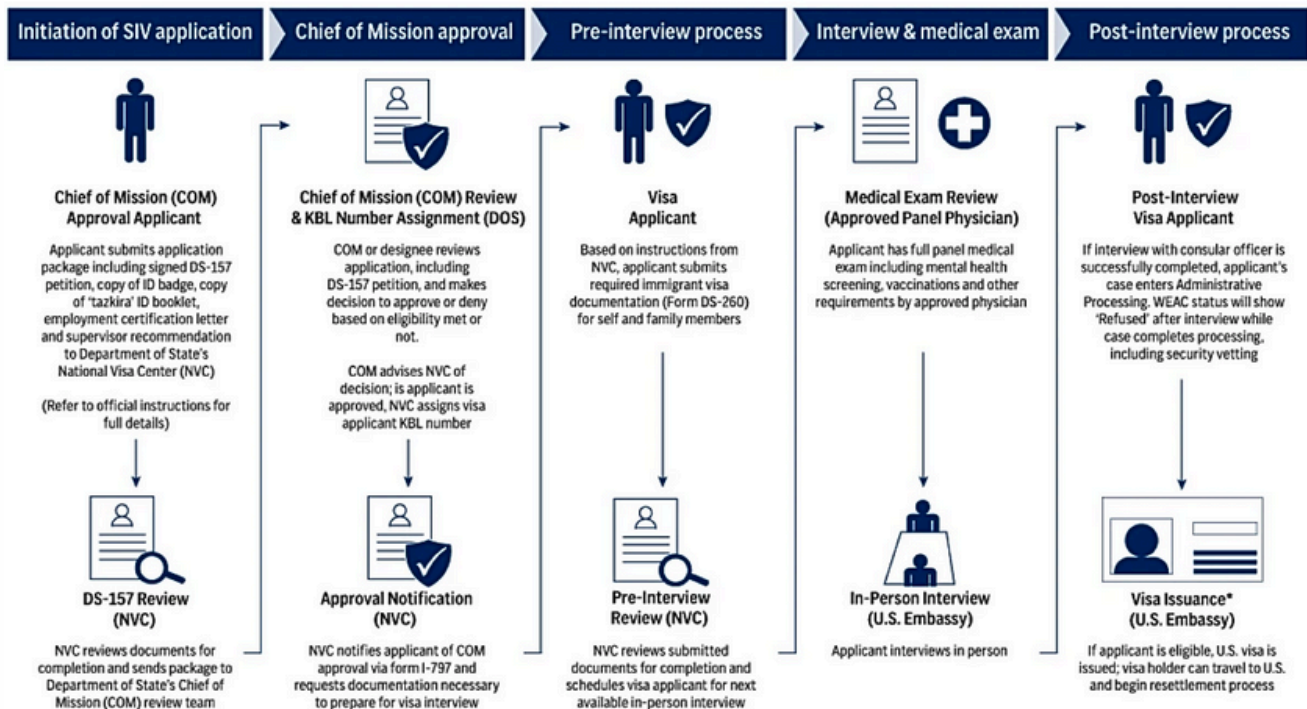 Initiation of SIV application
Chief of Mission approval
Pre-interview process
Interview & medical exam
Post-interview process
Chief of Mission (COM)
Approval Applicant
Applicant submits application
package including signed DS-157
petition, copy of ID badge, copy
of ‘tazkira’ ID booklet,
employment certification letter
and supervisor recommendation
to Department of State’s
National Visa Center (NVC)
(Refer to official instructions for
full details)
DS-157 Review
(NVC)
NVC reviews documents for
completion and sends package to
Department of State’s Chief of
Mission (COM) review team
Chief of Mission (COM) Review
& KBL Number Assignment (DOS)
COM or designee reviews
application, including
DS-157 petition, and makes
decision to approve or deny
based on eligibility met or
not.
COM advises NVC of
decision; is applicant is
approved, NVC assigns visa
applicant KBL number
Approval Notification
(NVC)
NVC notifies applicant of COM
approval via form I-797 and
requests documentation necessary
to prepare for visa interview
Visa
Applicant
Based on instructions from
NVC, applicant submits
required immigrant visa
documentation (Form DS-260)
for self and family members
Pre-Interview
Review (NVC)
NVC reviews submitted
documents for completion and
schedules visa applicant for next
available in-person interview
Medical Exam Review
(Approved Panel Physician)
Applicant has full panel medical
exam including mental health
screening, vaccinations and other
requirements by approved physician
In-Person Interview
(U.S. Embassy)
Applicant interviews in person
Post-Interview
Visa Applicant
If interview with consular officer is
successfully completed, applicant’s
case enters Administrative
Processing. WEAC status will show
‘Refused’ after interview while
case completes processing,
including security vetting
Visa Issuance*
(U.S. Embassy)
If applicant is eligible, U.S. visa is
issued; visa holder can travel to U.S.
and begin resettlement process